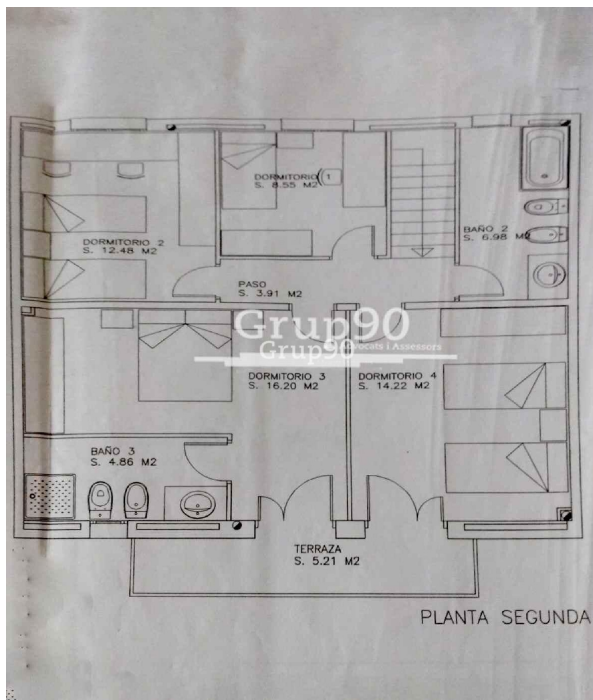 DORMITORIO 1
S. 8.55 M2
DORMITORIO 2
S. 12.48 M2
BAÑO 2
S. 6.98 M2
PASO
S. 3.91 M2
Grup90
Advocats i Assessors
Grup90
DORMITORIO 3
S. 16.20 M2
DORMITORIO 4
S. 14.22 M2
BAÑO 3
S. 4.86 M2
TERRAZA
S. 5.21 M2
PLANTA SEGUNDA